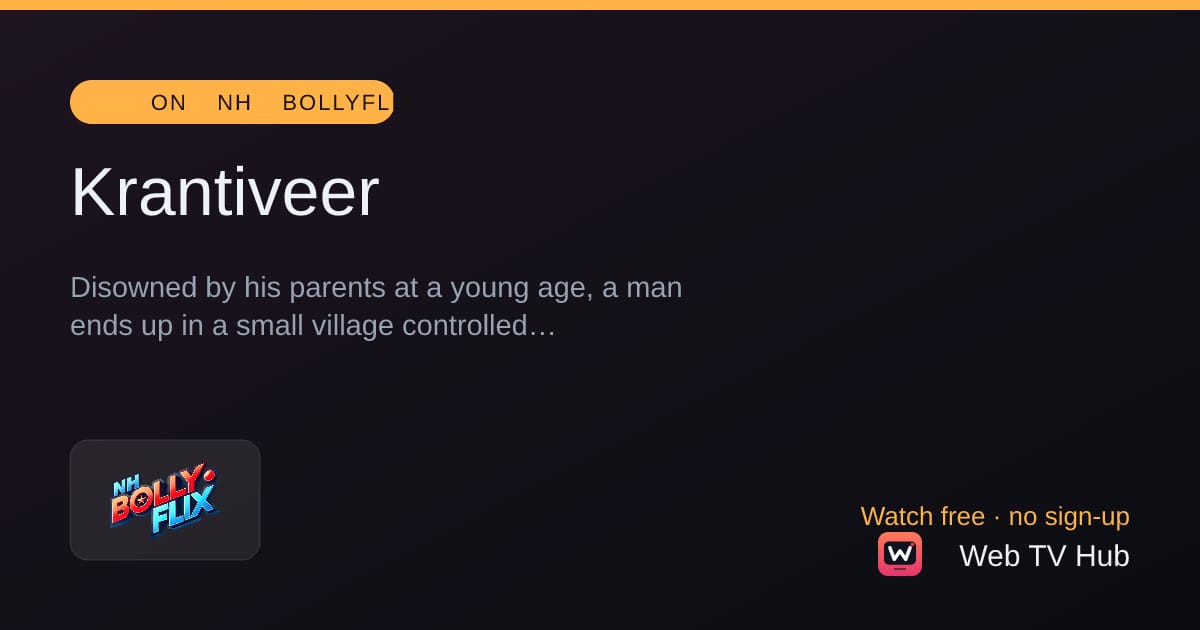 ON NH BOLLYFL
Krantiveer
Disowned by his parents at a young age, a man
ends up in a small village controlled…
NH
BOLLY
FLIX
Watch free · no sign-up
W
Web TV Hub